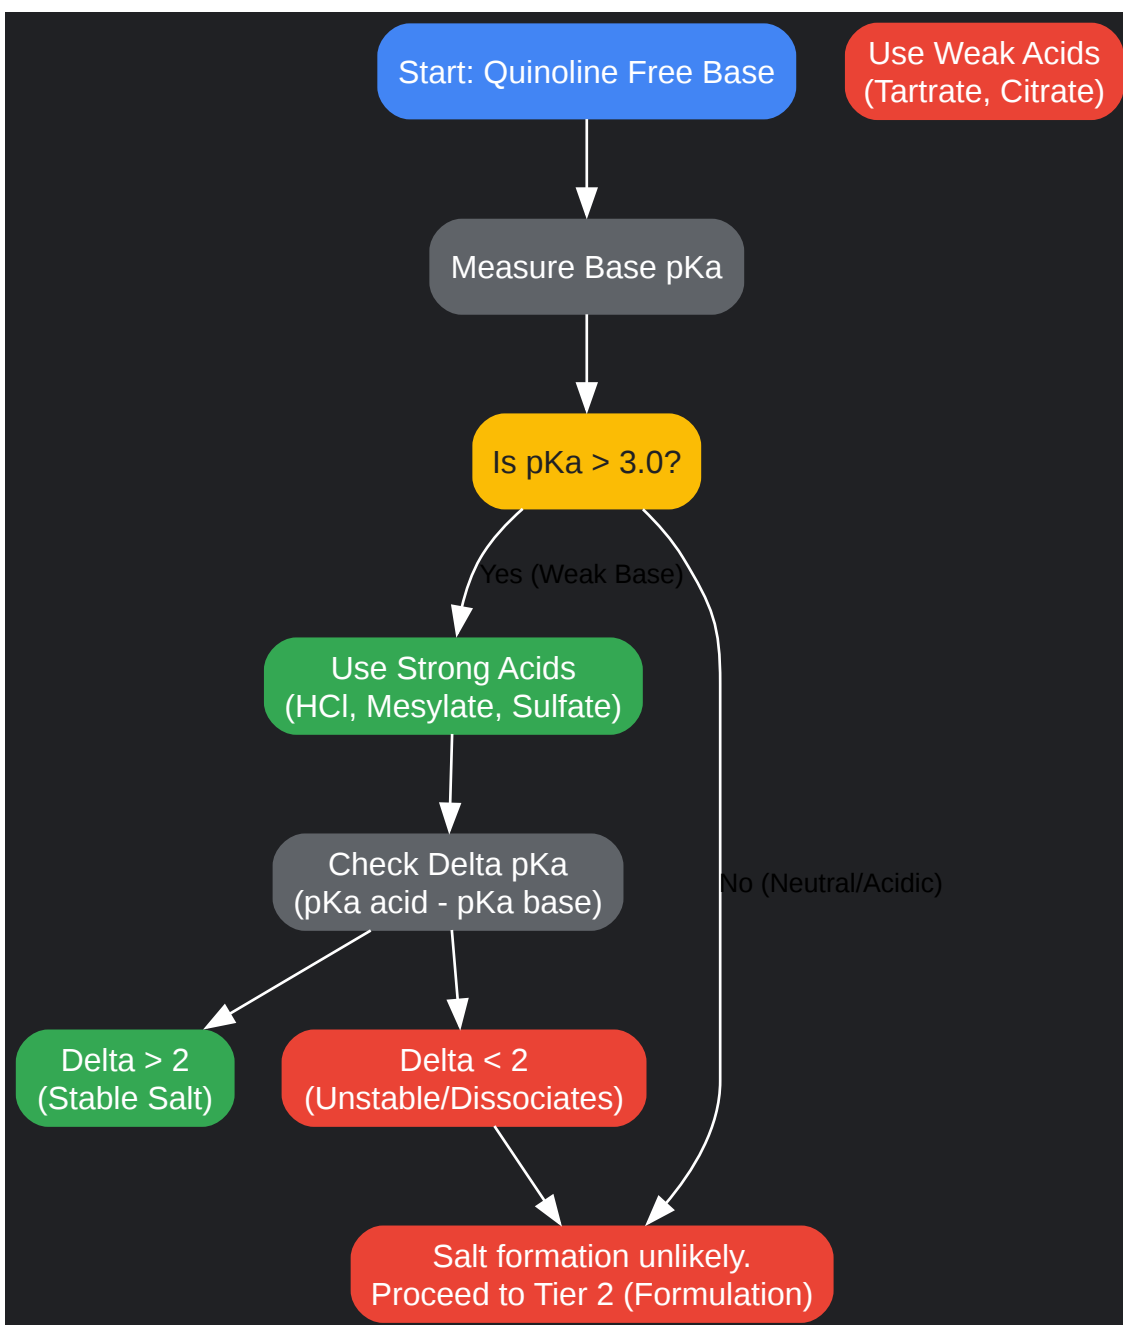 Start: Quinoline Free Base
Use Weak Acids
(Tartrate, Citrate)
Measure Base pKa
Is pKa > 3.0?
Yes (Weak Base)
Use Strong Acids
(HCl, Mesylate, Sulfate)
Check Delta pKa
(pKa acid - pKa base)
No (Neutral/Acidic)
Delta > 2
(Stable Salt)
Delta < 2
(Unstable/Dissociates)
Salt formation unlikely.
Proceed to Tier 2 (Formulation)